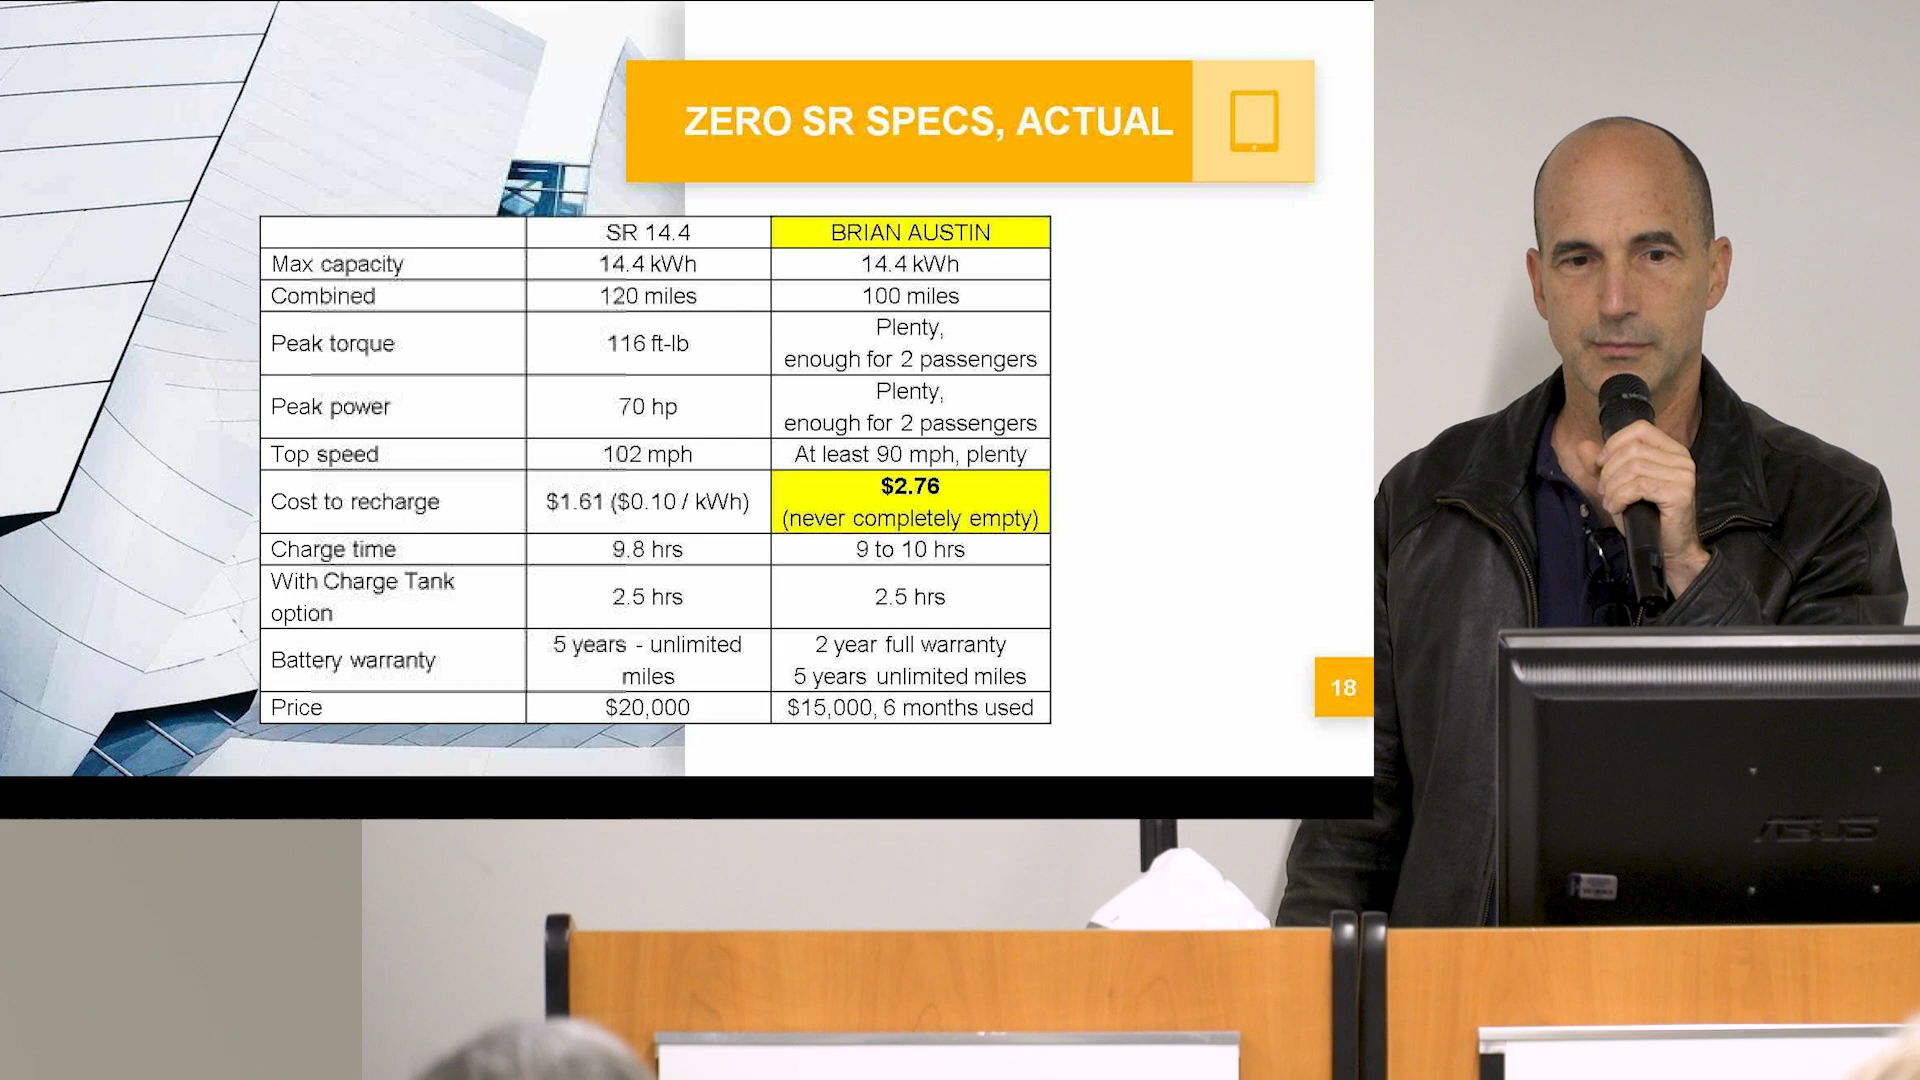 ZERO SR SPECS, ACTUAL
SR 14.4 BRIAN AUSTIN
Max capacity 14.4 kWh 14.4 kWh
Combined 120 miles 100 miles
Peak torque 116 ft-lb Plenty,
enough for 2 passengers
Peak power 70 hp Plenty,
enough for 2 passengers
Top speed 102 mph At least 90 mph, plenty
Cost to recharge $1.61 ($0.10 / kWh) $2.76
(never completely empty)
Charge time 9.8 hrs 9 to 10 hrs
With Charge Tank
option 2.5 hrs 2.5 hrs
Battery warranty 5 years - unlimited
miles 2 year full warranty
5 years unlimited miles
Price $20,000 $15,000, 6 months used
18
ASUS